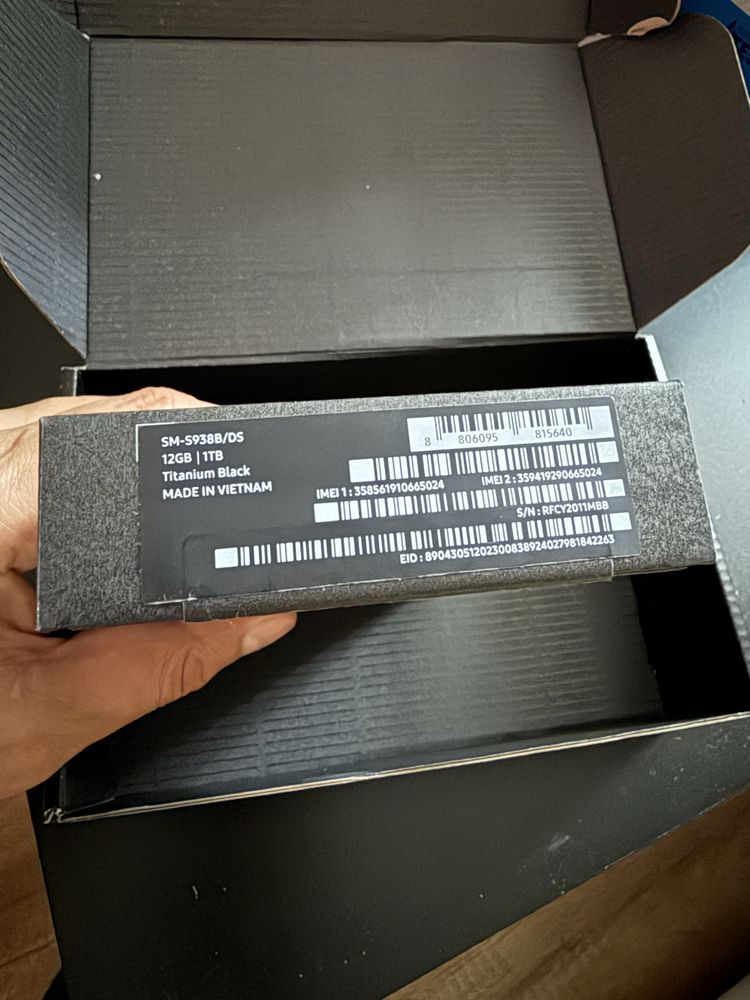 SM-S938B/DS
12GB | 1TB
Titanium Black
MADE IN VIETNAM
8 806095 815640
IMEI 1 : 358561910665024 IMEI 2 : 359419290665024
S/N : RFCY2011MBB
EID : 89043051202300838924027981842263